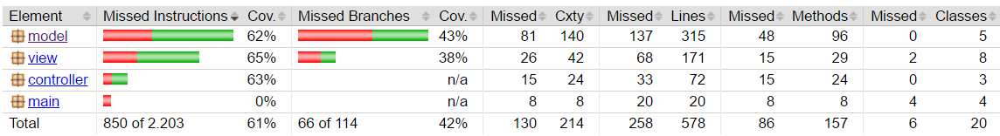 Element Missed Instructions Cov. Missed Branches Cov. Missed Cxty Missed Lines Missed Methods Missed Classes
model 62% 43% 81 140 137 315 48 96 0 5
view 65% 38% 26 42 68 171 15 29 2 8
controller 63% n/a 15 24 33 72 15 24 0 3
main 0% n/a 8 8 20 20 8 8 4 4
Total 850 of 2.203 61% 66 of 114 42% 130 214 258 578 86 157 6 20